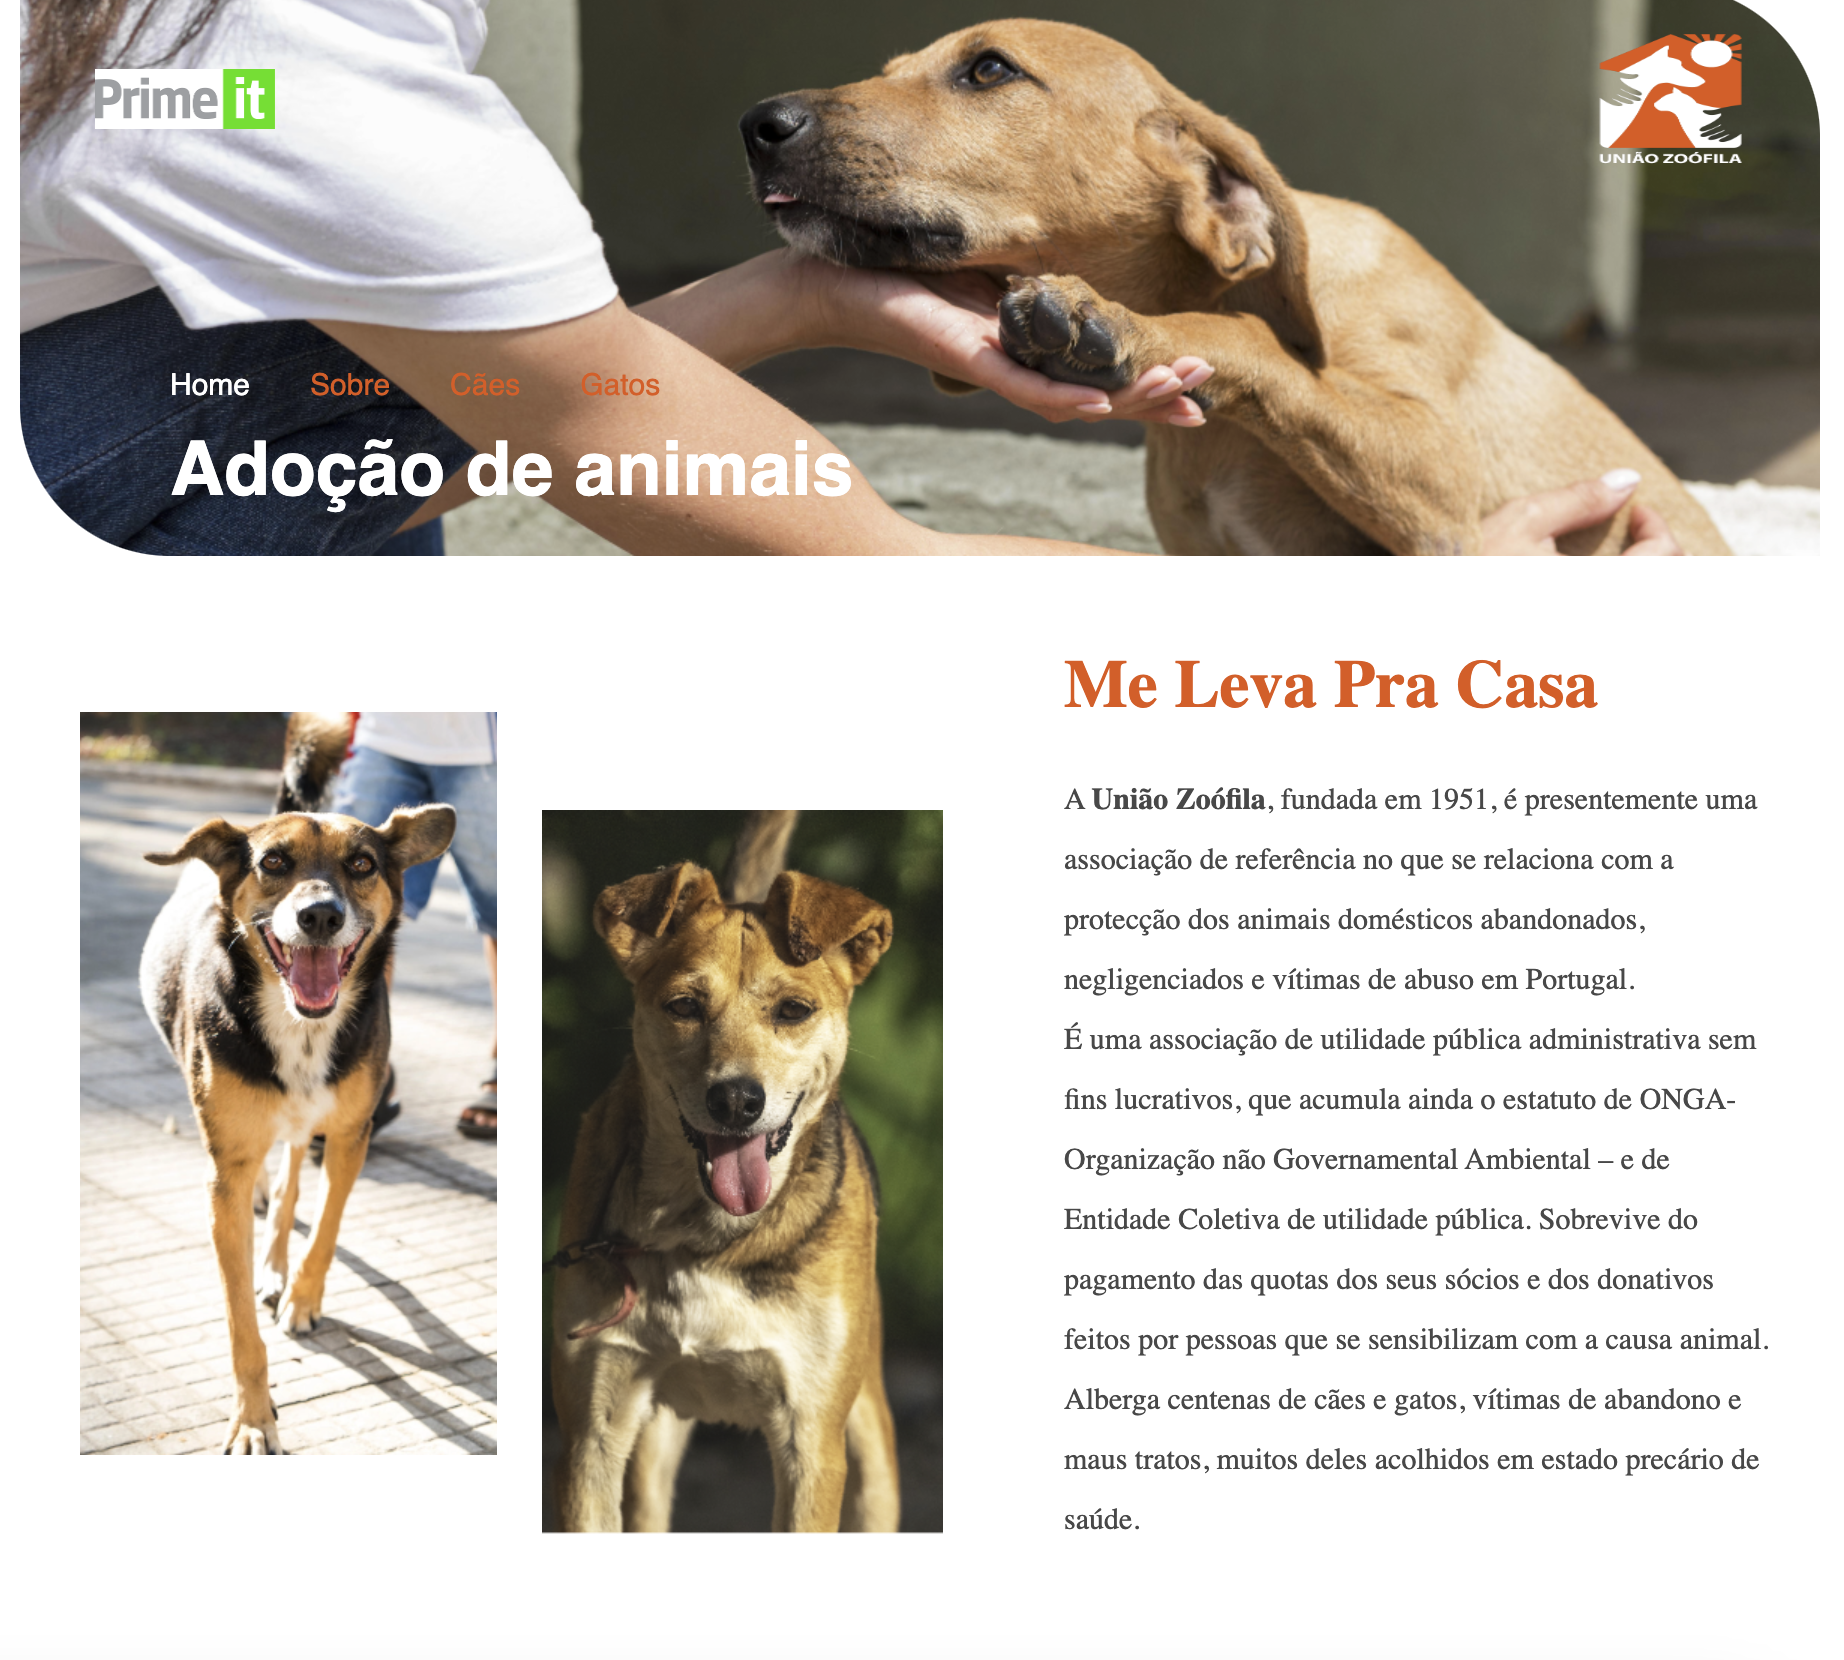 Prime it
UNIÃO ZOÓFILA
Home Sobre Cães Gatos
Adoção de animais
Me Leva Pra Casa
A União Zoófila, fundada em 1951, é presentemente uma
associação de referência no que se relaciona com a
protecção dos animais domésticos abandonados,
negligenciados e vítimas de abuso em Portugal.
É uma associação de utilidade pública administrativa sem
fins lucrativos, que acumula ainda o estatuto de ONGA-
Organização não Governamental Ambiental – e de
Entidade Coletiva de utilidade pública. Sobrevive do
pagamento das quotas dos seus sócios e dos donativos
feitos por pessoas que se sensibilizam com a causa animal.
Alberga centenas de cães e gatos, vítimas de abandono e
maus tratos, muitos deles acolhidos em estado precário de
saúde.